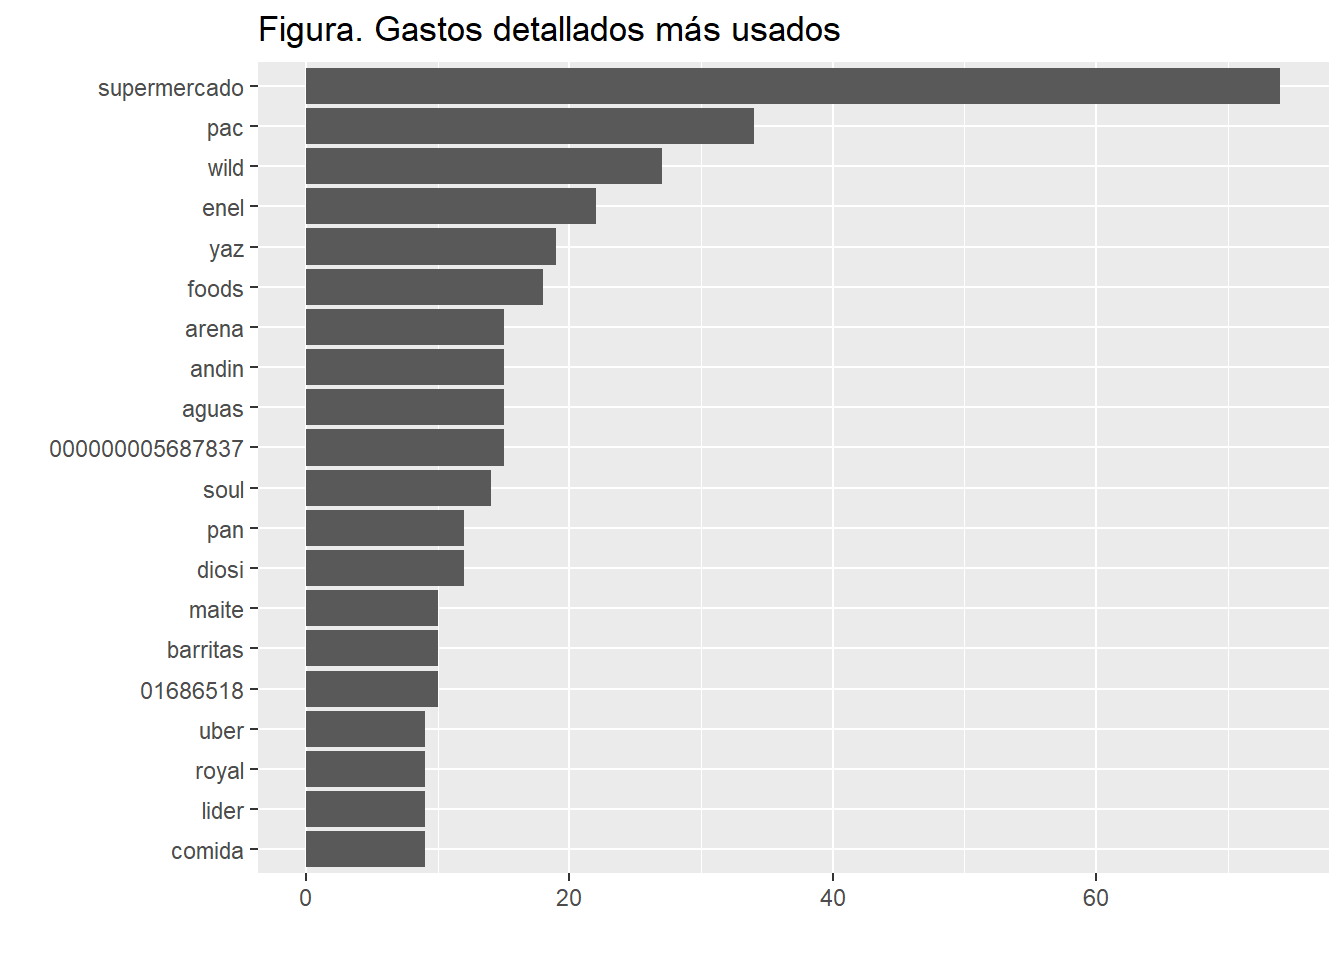 Figura. Gastos detallados más usados
supermercado
pac
wild
enel
yaz
foods
arena
andin
aguas
000000005687837
soul
pan
diosi
maite
barritas
01686518
uber
royal
lider
comida
0 20 40 60